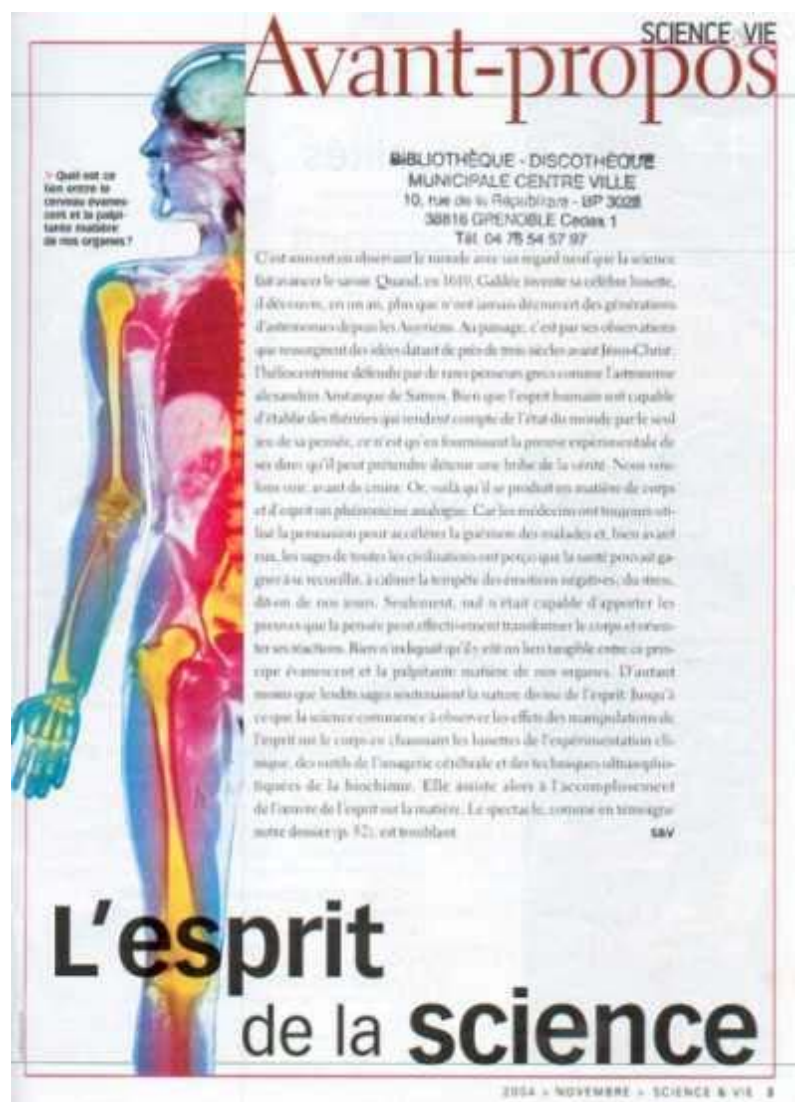 SCIENCE & VIE
Avant-propos
> Quel est ce
lien entre le
cerveau évanes-
cent et la palpi-
tante matière
de nos organes ?
BIBLIOTHÈQUE - DISCOTHÈQUE
MUNICIPALE CENTRE VILLE
10, rue de la République - BP 3028
38816 GRENOBLE Cedex 1
Tél. 04 76 54 57 97
C'est souvent en observant le monde avec un regard neuf que la science
fait avancer le savoir. Quand, en 1610, Galilée invente sa célèbre lunette,
il découvre, en un an, plus que n'ont jamais découvert des générations
d'astronomes depuis les Assyriens. Au passage, c'est par ses observations
que ressurgissent des idées datant de près de trois siècles avant Jésus-Christ :
l'héliocentrisme défendu par de rares penseurs grecs comme l'astronome
alexandrin Aristarque de Samos. Bien que l'esprit humain soit capable
d'établir des théories qui rendent compte de l'état du monde par le seul
jeu de sa pensée, ce n'est qu'en fournissant la preuve expérimentale de
ses dires qu'il peut prétendre détenir une bribe de la vérité. Nous vou-
lons voir, avant de croire. Or, voilà qu'il se produit en matière de corps
et d'esprit un phénomène analogue. Car les médecins ont toujours uti-
lisé la persuasion pour accélérer la guérison des malades et, bien avant
eux, les sages de toutes les civilisations ont perçu que la santé pouvait ga-
gner à se recueillir, à calmer la tempête des émotions négatives, du stress,
dit-on de nos jours. Seulement, nul n'était capable d'apporter les
preuves que la pensée peut effectivement transformer le corps et orien-
ter ses réactions. Rien n'indiquait qu'il y eût un lien tangible entre ce prin-
cipe évanescent et la palpitante matière de nos organes. D'autant
moins que lesdits sages soutenaient la nature divine de l'esprit. Jusqu'à
ce que la science commence à observer les effets des manipulations de
l'esprit sur le corps en chaussant les lunettes de l'expérimentation cli-
nique, des outils de l'imagerie cérébrale et des techniques ultrasophis-
tiquées de la biochimie. Elle assiste alors à l'accomplissement
de l'œuvre de l'esprit sur la matière. Le spectacle, comme en témoigne
notre dossier (p. 52), est troublant.
S&V
L'esprit
de la science
2004 > NOVEMBRE > SCIENCE & VIE 3